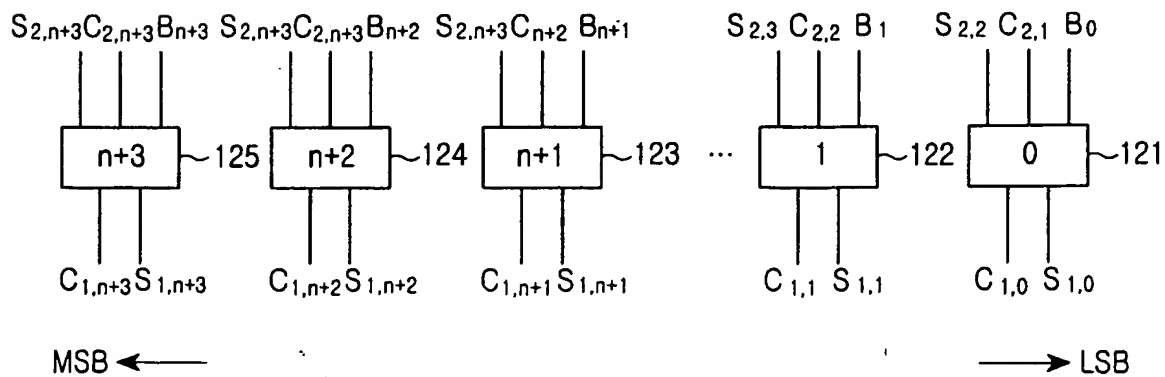 S2,n+3 C2,n+3 Bn+3 S2,n+3 C2,n+3 Bn+2 S2,n+3 Cn+2 Bn+1 S2,3 C2,2 B1 S2,2 C2,1 B0
n+3 125 n+2 124 n+1 123 ... 1 122 0 121
C1,n+3 S1,n+3 C1,n+2 S1,n+2 C1,n+1 S1,n+1 C1,1 S1,1 C1,0 S1,0
MSB LSB